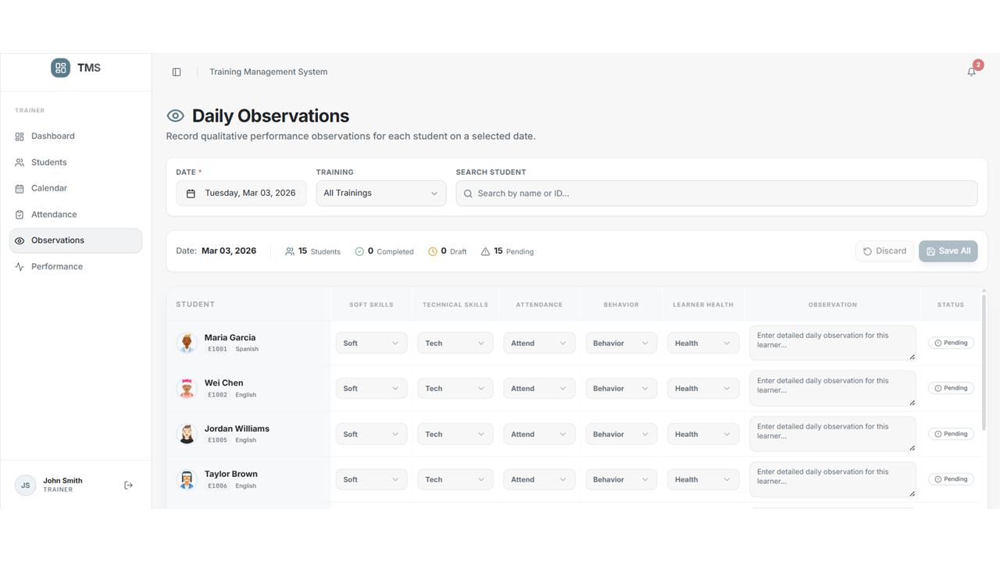 TMS
Training Management System
2
TRAINER
Dashboard
Students
Calendar
Attendance
Observations
Performance
JS
John Smith
TRAINER
Daily Observations
Record qualitative performance observations for each student on a selected date.
DATE *
TRAINING
SEARCH STUDENT
Tuesday, Mar 03, 2026
All Trainings
Search by name or ID...
Date: Mar 03, 2026
15 Students
0 Completed
0 Draft
15 Pending
Discard
Save All
STUDENT SOFT SKILLS TECHNICAL SKILLS ATTENDANCE BEHAVIOR LEARNER HEALTH OBSERVATION STATUS
Maria Garcia
E1001 Spanish
Soft Tech Attend Behavior Health
Enter detailed daily observation for this
learner...
Pending
Wei Chen
E1002 English
Soft Tech Attend Behavior Health
Enter detailed daily observation for this
learner...
Pending
Jordan Williams
E1005 English
Soft Tech Attend Behavior Health
Enter detailed daily observation for this
learner...
Pending
Taylor Brown
E1006 English
Soft Tech Attend Behavior Health
Enter detailed daily observation for this
learner...
Pending